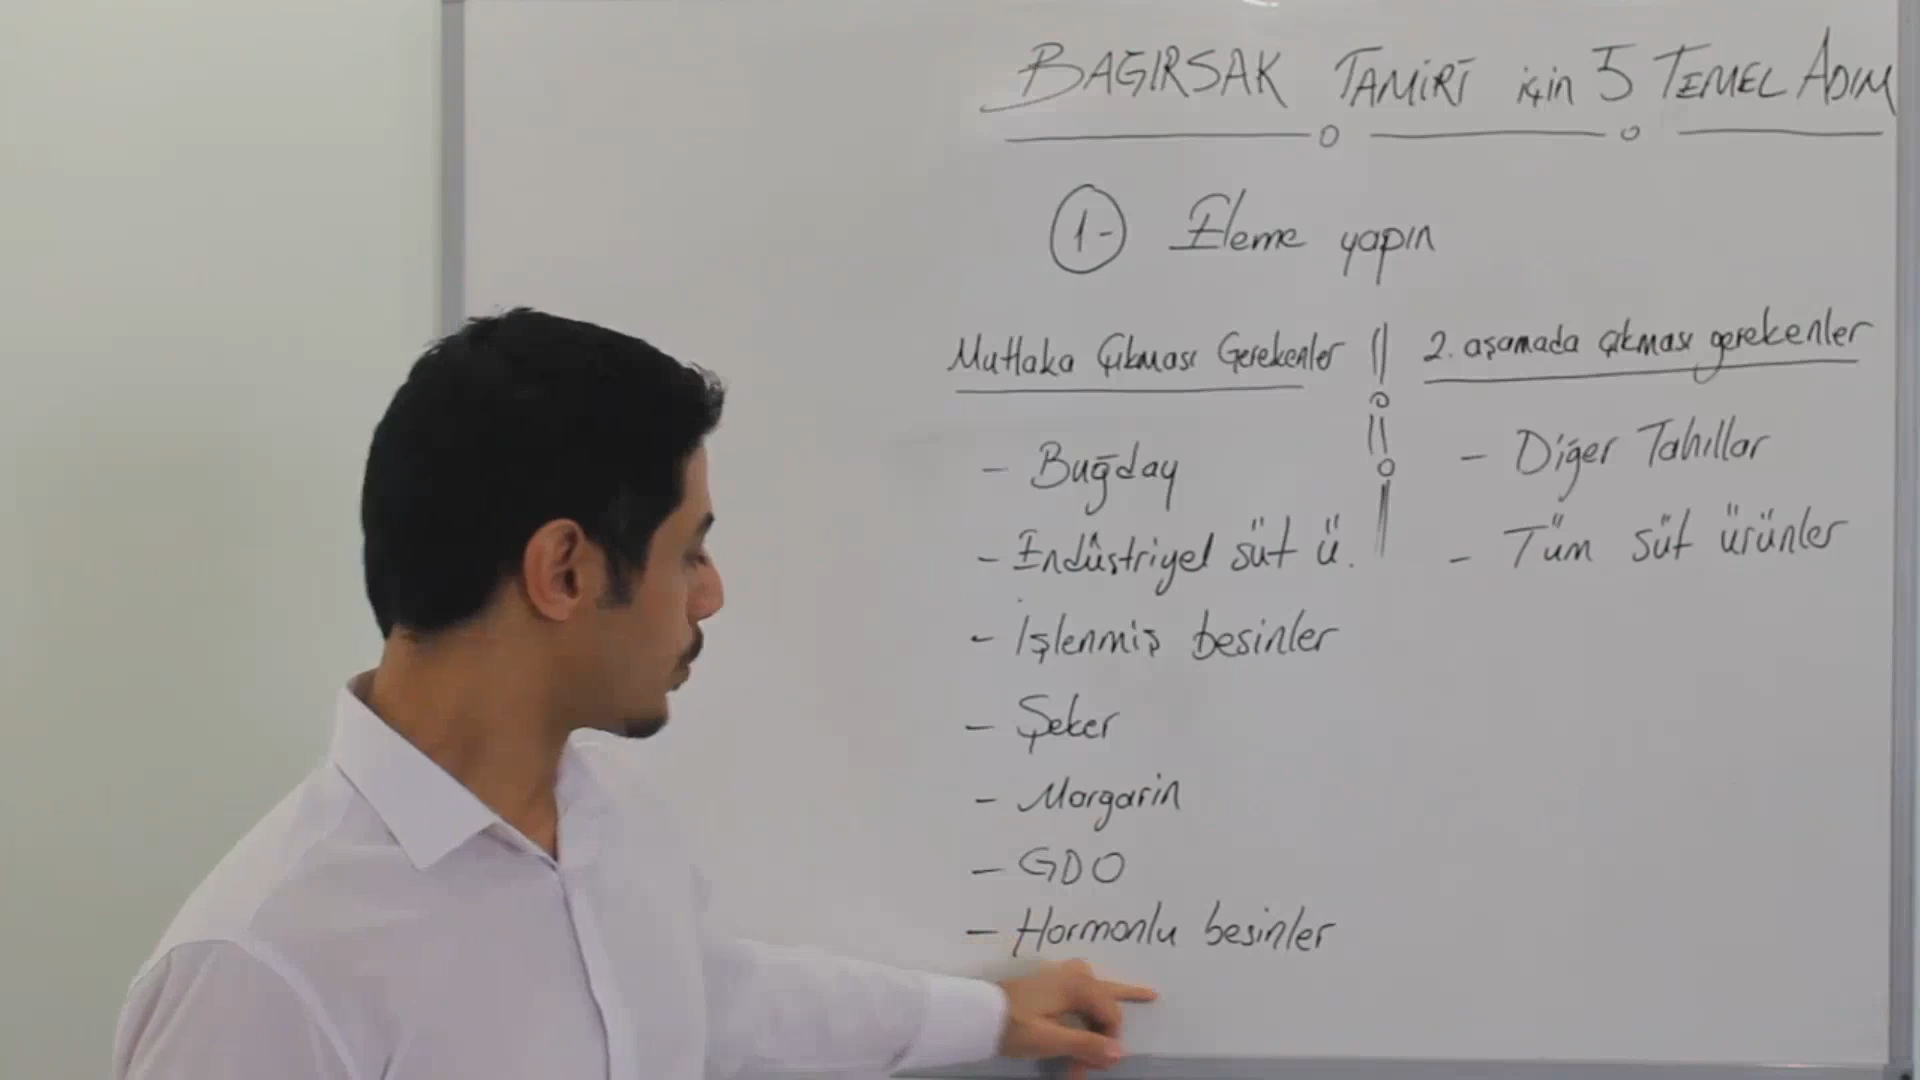 BAĞIRSAK TAMİRİ için 5 TEMEL ADIM
1- Eleme yapın
Mutlaka Çıkması Gerekenler
- Buğday
- Endüstriyel süt ü.
- İşlenmiş besinler
- Şeker
- Margarin
- GDO
- Hormonlu besinler
2. aşamada çıkması gerekenler
- Diğer Tahıllar
- Tüm süt ürünler